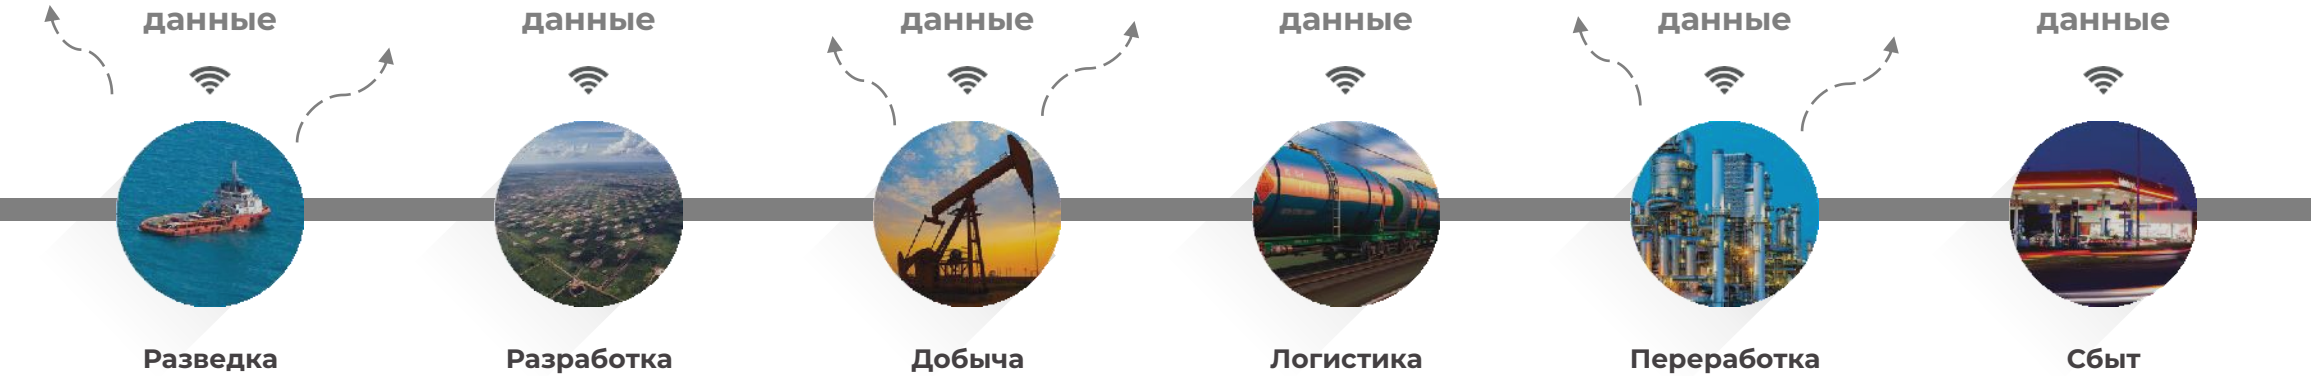 данные данные данные данные данные данные
Разведка Разработка Добыча Логистика Переработка Сбыт